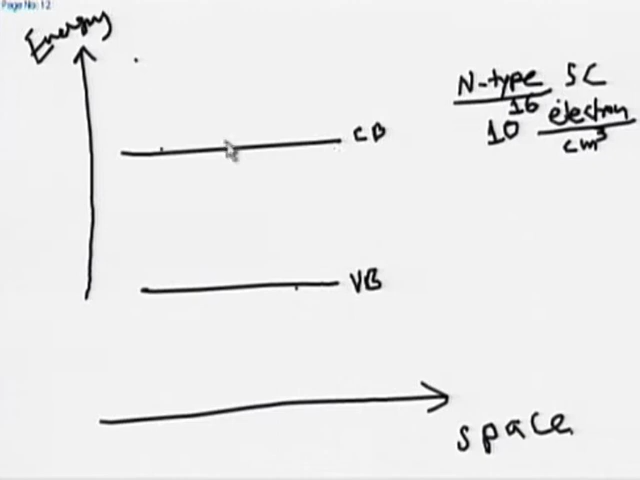 Page No: 12
Energy
N-type SC
10^16 electron/cm^3
CB
VB
space